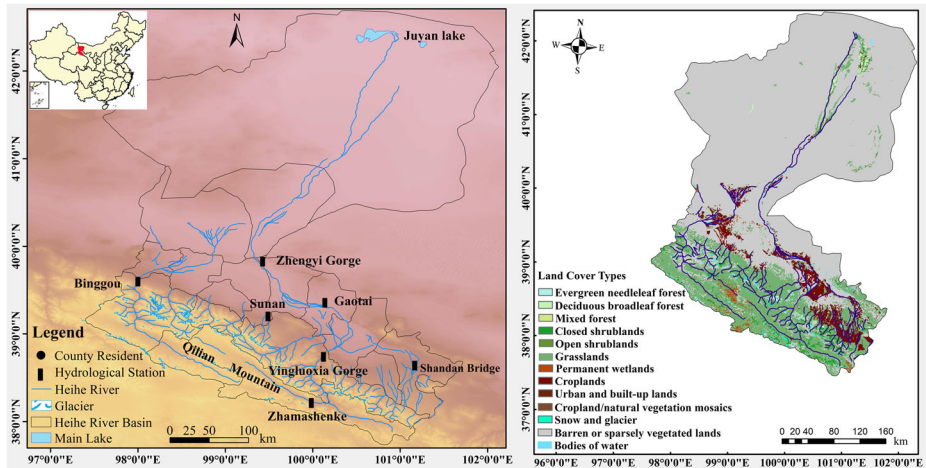 N
Juyan lake
42°0'0"N
41°0'0"N
40°0'0"N
39°0'0"N
38°0'0"N
Zhengyi Gorge
Binggou
Sunan
Gaotai
Qilian
Mountain
Yingluoxia Gorge
Shandan Bridge
Zhamashenke
Legend
County Resident
Hydrological Station
Heihe River
Glacier
Heihe River Basin
Main Lake
0 25 50 100
km
97°0'0"E 98°0'0"E 99°0'0"E 100°0'0"E 101°0'0"E
N
W E
S
42°0'0"N
41°0'0"N
40°0'0"N
39°0'0"N
38°0'0"N
37°0'0"N
Land Cover Types
Evergreen needleleaf forest
Deciduous broadleaf forest
Mixed forest
Closed shrublands
Open shrublands
Grasslands
Permanent wetlands
Croplands
Urban and built-up lands
Cropland/natural vegetation mosaics
Snow and glacier
Barren or sparsely vegetated lands
Bodies of water
0 20 40 80 120 160
km
96°0'0"E 97°0'0"E 98°0'0"E 99°0'0"E 100°0'0"E 101°0'0"E 102°0'0"E